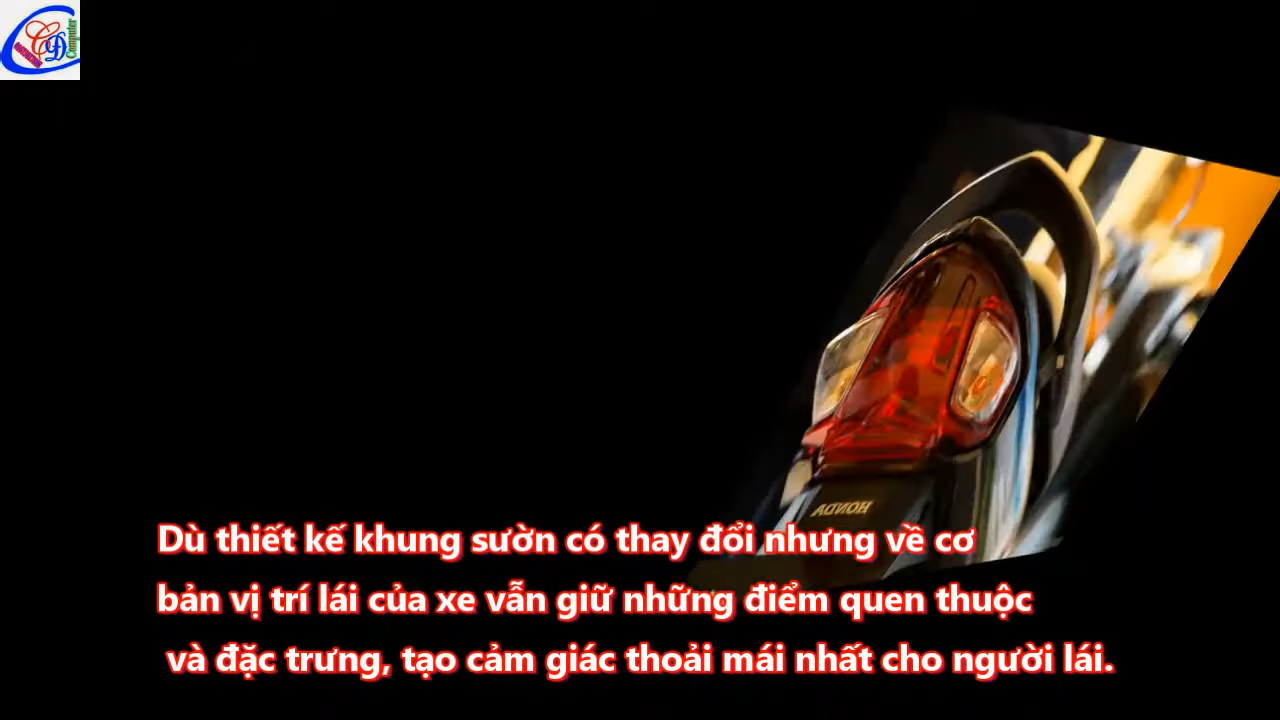 Computer
HONDA
Dù thiết kế khung sườn có thay đổi nhưng về cơ
bản vị trí lái của xe vẫn giữ những điểm quen thuộc
và đặc trưng, tạo cảm giác thoải mái nhất cho người lái.